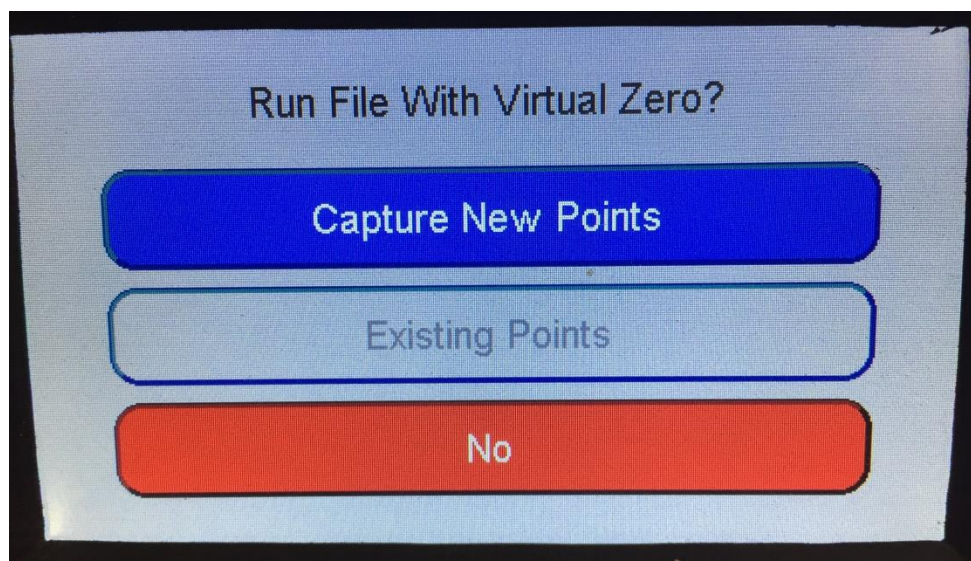 Run File With Virtual Zero?
Capture New Points
Existing Points
No